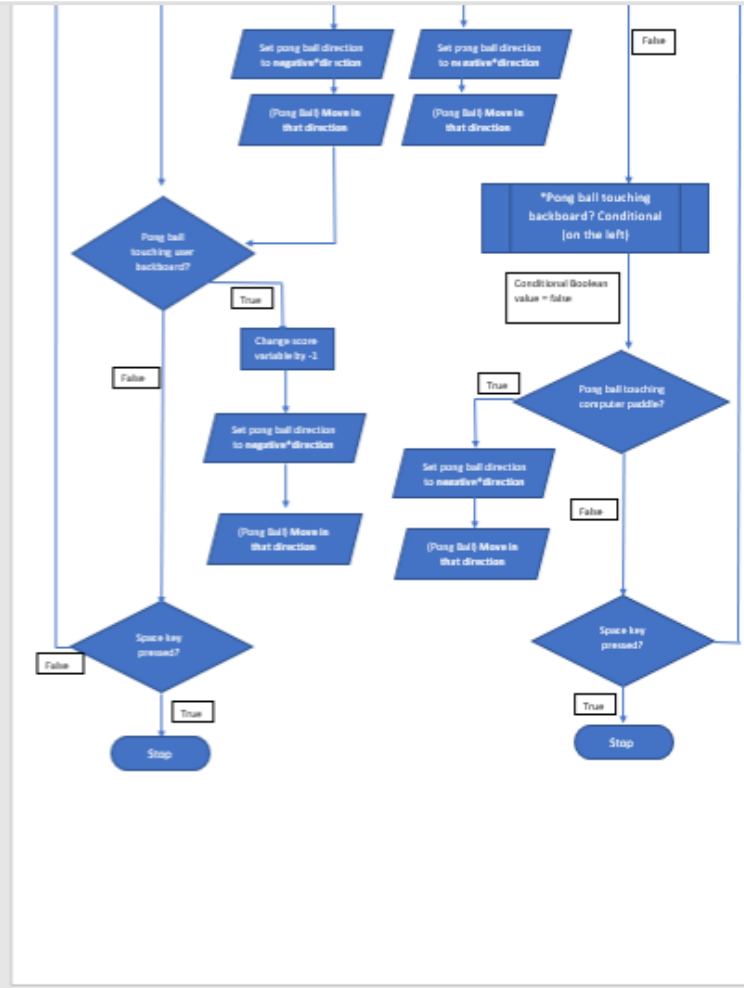 Set pong ball direction
to negative*direction
Set pong ball direction
to negative*direction
False
(Pong Ball) Move in
that direction
(Pong Ball) Move in
that direction
*Pong ball touching
backboard? Conditional
(on the left)
Pong ball
touching user
backboard?
Conditional Boolean
value = false
True
Change score
variable by -1
False
True
Pong ball touching
computer paddle?
Set pong ball direction
to negative*direction
Set pong ball direction
to negative*direction
False
(Pong Ball) Move in
that direction
(Pong Ball) Move in
that direction
Space key
pressed?
Space key
pressed?
False
True
True
Stop
Stop